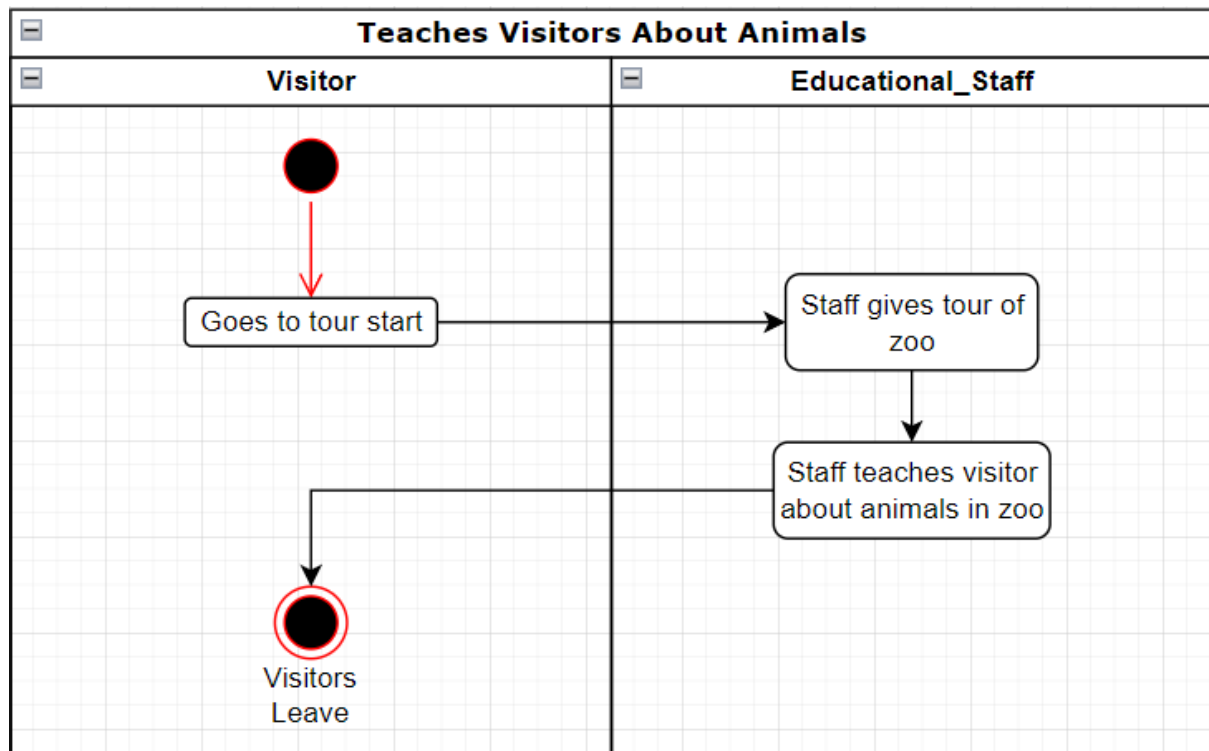 Teaches Visitors About Animals
Visitor
Educational_Staff
Goes to tour start
Staff gives tour of
zoo
Staff teaches visitor
about animals in zoo
Visitors
Leave